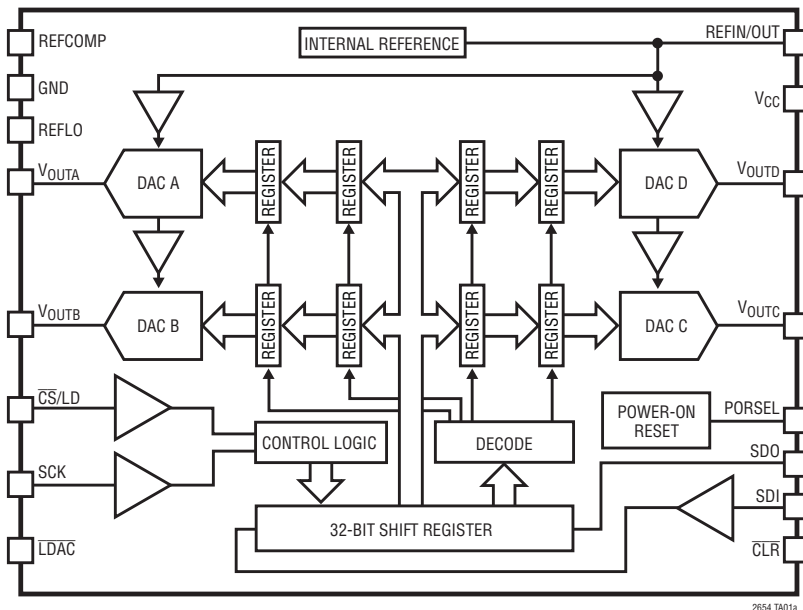 REFCOMP
INTERNAL REFERENCE
REFIN/OUT
GND
VCC
REFLO
VOUTA
DAC A
REGISTER
REGISTER
REGISTER
REGISTER
DAC D
VOUTD
VOUTB
DAC B
REGISTER
REGISTER
REGISTER
REGISTER
DAC C
VOUTC
CS/LD
POWER-ON
RESET
PORSEL
CONTROL LOGIC
DECODE
SCK
SDO
SDI
32-BIT SHIFT REGISTER
LDAC
CLR
2654 TA01a